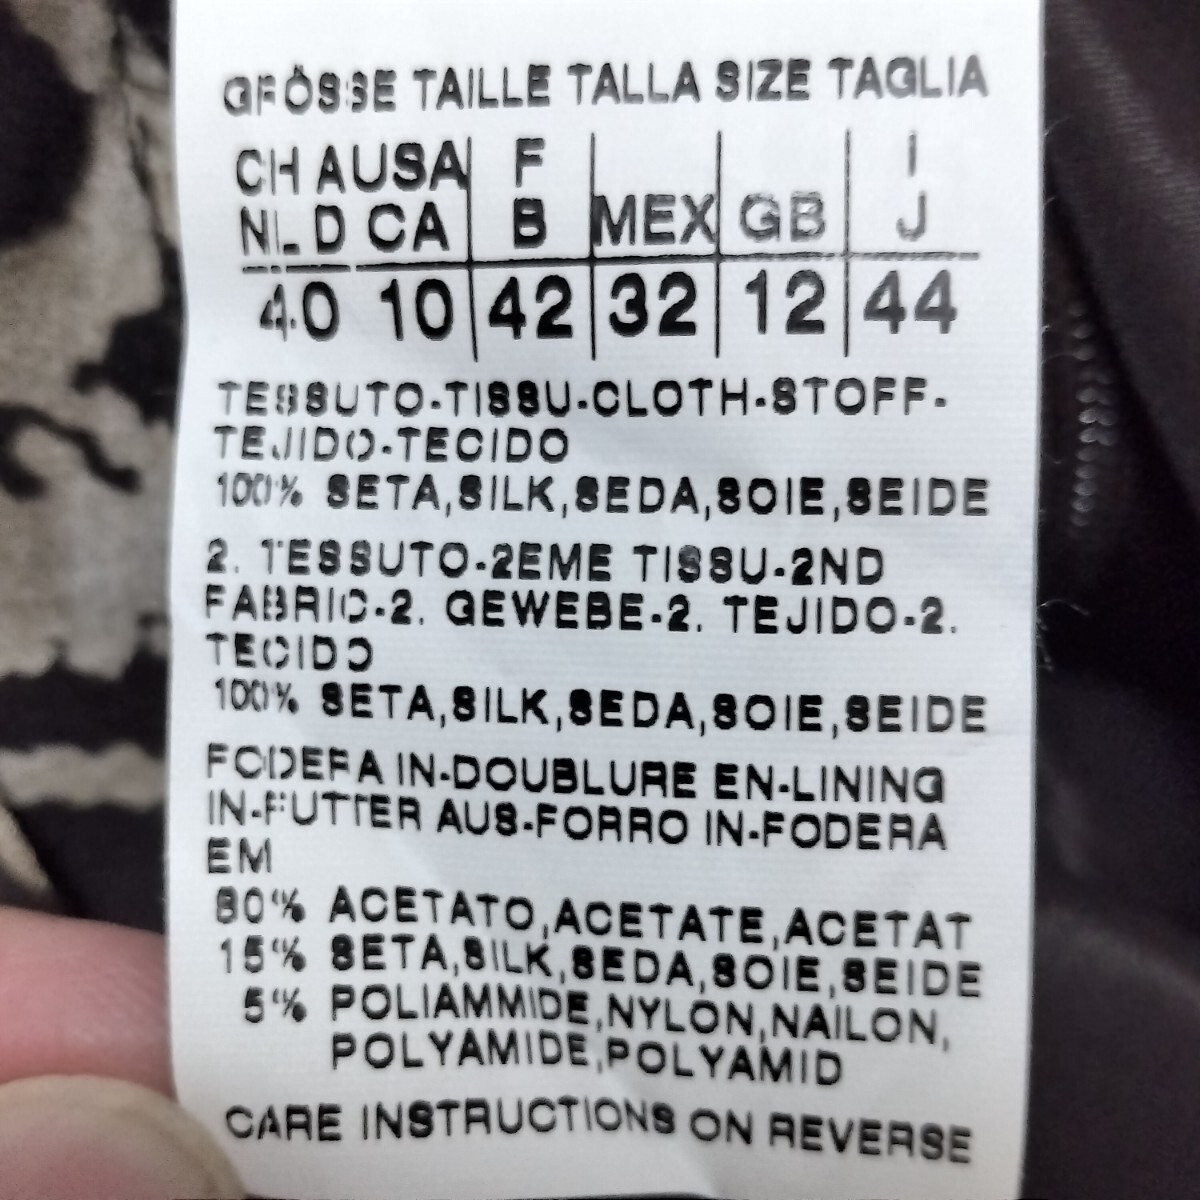 GRÖSSE TAILLE TALLA SIZE TAGLIA
CH AUSA F I
NL D CA B MEX GB J
40 10 42 32 12 44
TESSUTO-TISSU-CLOTH-STOFF-
TEJIDO-TECIDO
100% SETA,SILK,SEDA,SOIE,SEIDE
2. TESSUTO-2EME TISSU-2ND
FABRIC-2. GEWEBE-2. TEJIDO-2.
TECIDO
100% SETA,SILK,SEDA,SOIE,SEIDE
FODERA IN-DOUBLURE EN-LINING
IN-FUTTER AUS-FORRO IN-FODERA
EM
80% ACETATO,ACETATE,ACETAT
15% SETA,SILK,SEDA,SOIE,SEIDE
5% POLIAMMIDE,NYLON,NAILON,
POLYAMIDE,POLYAMID
CARE INSTRUCTIONS ON REVERSE